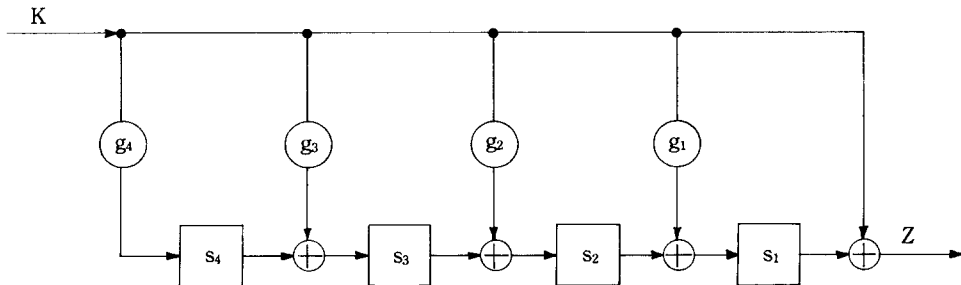 K
g₄ g₃ g₂ g₁
s₄ s₃ s₂ s₁ Z